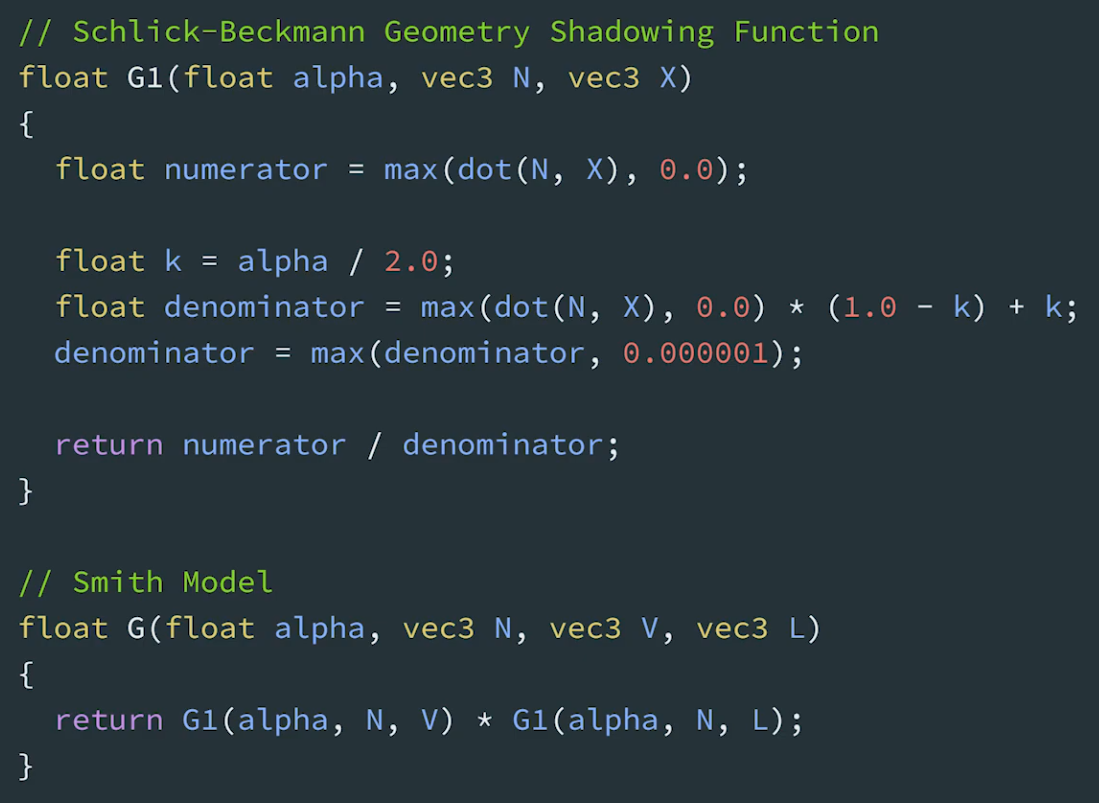 // Schlick-Beckmann Geometry Shadowing Function
float G1(float alpha, vec3 N, vec3 X)
{
  float numerator = max(dot(N, X), 0.0);

  float k = alpha / 2.0;
  float denominator = max(dot(N, X), 0.0) * (1.0 - k) + k;
  denominator = max(denominator, 0.000001);

  return numerator / denominator;
}

// Smith Model
float G(float alpha, vec3 N, vec3 V, vec3 L)
{
  return G1(alpha, N, V) * G1(alpha, N, L);
}